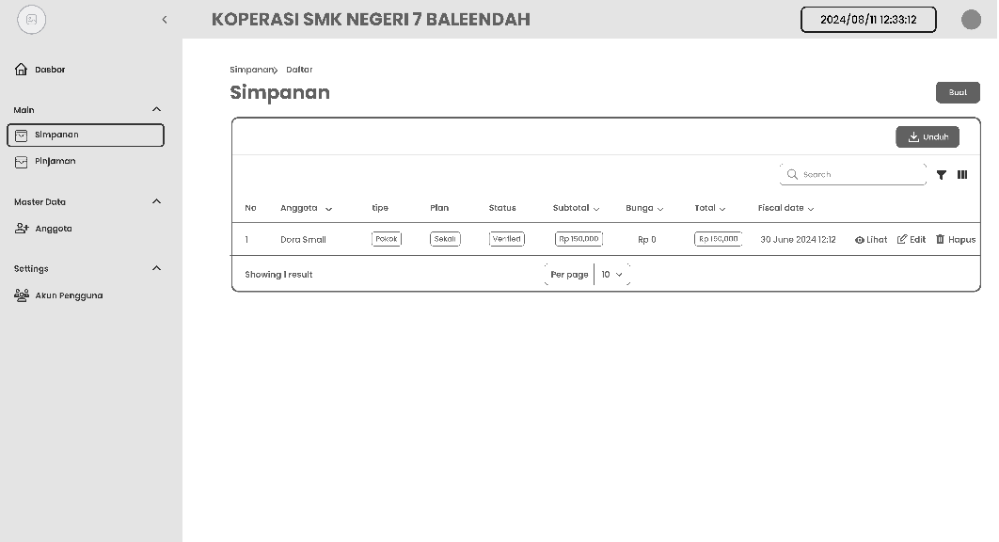 KOPERASI SMK NEGERI 7 BALEENDAH
2024/08/11 12:33:12
Dasbor
Main
Simpanan
Pinjaman
Master Data
Anggota
Settings
Akun Pengguna
Simpanan> Daftar
Simpanan
Buat
Unduh
Search
No Anggota tipe Plan Status Subtotal Bunga Total Fiscal date
1 Dora Small Pokok Sekali Verified Rp 150,000 Rp 0 Rp 150,000 30 June 2024 12:12 Lihat Edit Hapus
Showing 1 result
Per page 10